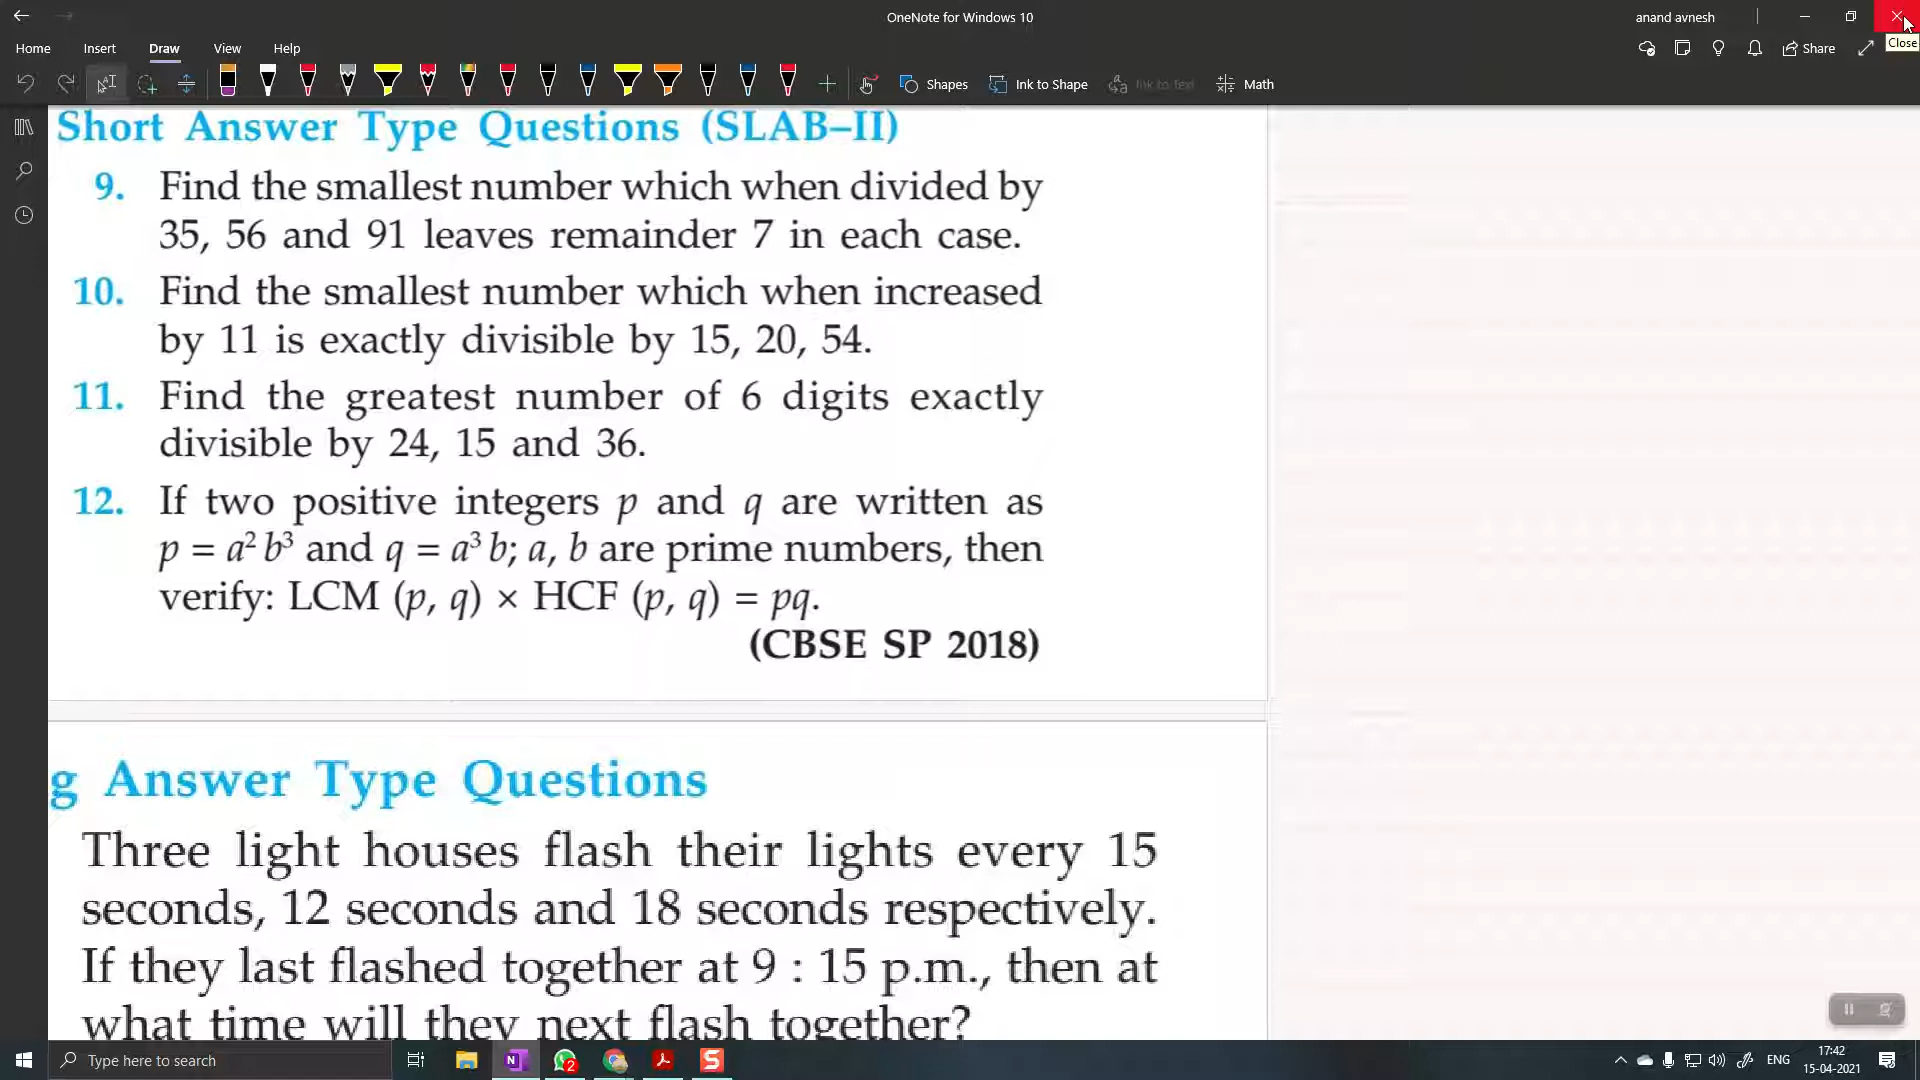 OneNote for Windows 10
anand avnesh
Home Insert Draw View Help
Share
Close
Shapes Ink to Shape Ink to Text Math
Short Answer Type Questions (SLAB–II)
9. Find the smallest number which when divided by
35, 56 and 91 leaves remainder 7 in each case.
10. Find the smallest number which when increased
by 11 is exactly divisible by 15, 20, 54.
11. Find the greatest number of 6 digits exactly
divisible by 24, 15 and 36.
12. If two positive integers p and q are written as
p = a² b³ and q = a³ b; a, b are prime numbers, then
verify: LCM (p, q) × HCF (p, q) = pq.
(CBSE SP 2018)
g Answer Type Questions
Three light houses flash their lights every 15
seconds, 12 seconds and 18 seconds respectively.
If they last flashed together at 9 : 15 p.m., then at
what time will they next flash together?
Type here to search
2
ENG
17:42
15-04-2021